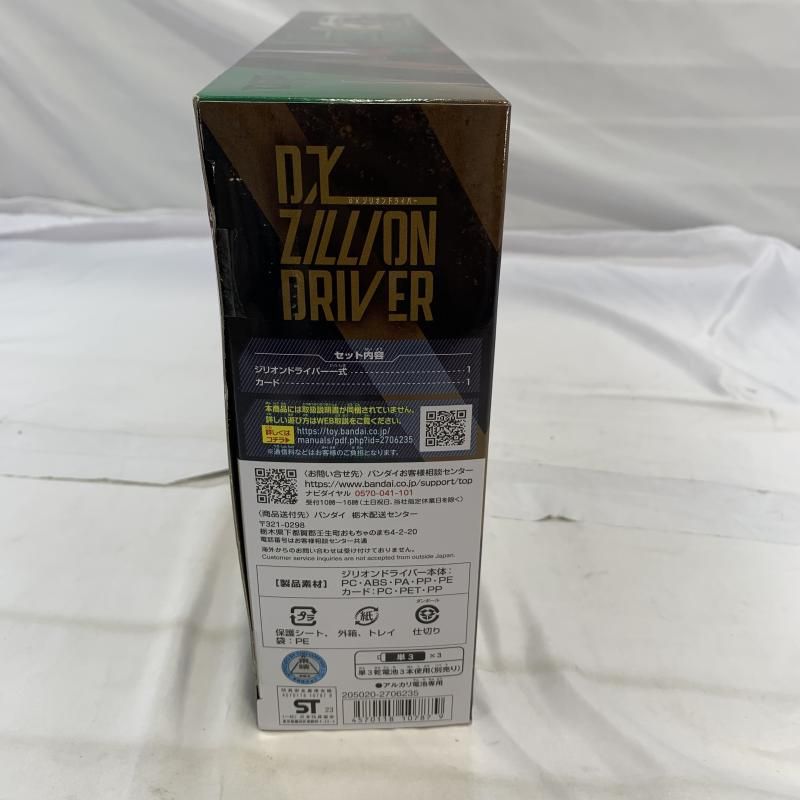 DX
DXジリオンドライバー
ZILLION
DRIVER
セット内容
ジリオンドライバー一式 1
カード 1
本商品には取扱説明書が同梱されていません。
詳しい遊び方はWEB取説をご覧ください。
詳しくはコチラ▶
https://toy.bandai.co.jp/
manuals/pdf.php?id=2706235
※通信料などはお客様のご負担となります。
〈お問い合せ先〉バンダイお客様相談センター
https://www.bandai.co.jp/support/top
ナビダイヤル 0570-041-101
受付10時~16時(土日祝日、当社指定休業日を除く)
〈商品送付先〉バンダイ 栃木配送センター
〒321-0298
栃木県下都賀郡壬生町おもちゃのまち4-2-20
電話番号はお客様相談センター共通
海外からのお問い合わせは受け付けておりません。
Customer service inquiries are not accepted from outside Japan.
【製品素材】
ジリオンドライバー本体:
PC・ABS・PA・PP・PE
カード:PC・PET・PP
プラ
紙
ダンボール
保護シート、
袋:PE
外箱、トレイ
仕切り
単3 ×3
単3乾電池3本使用(別売り)
●アルカリ電池専用
205020-2706235
4570118 10787 9
ST 23